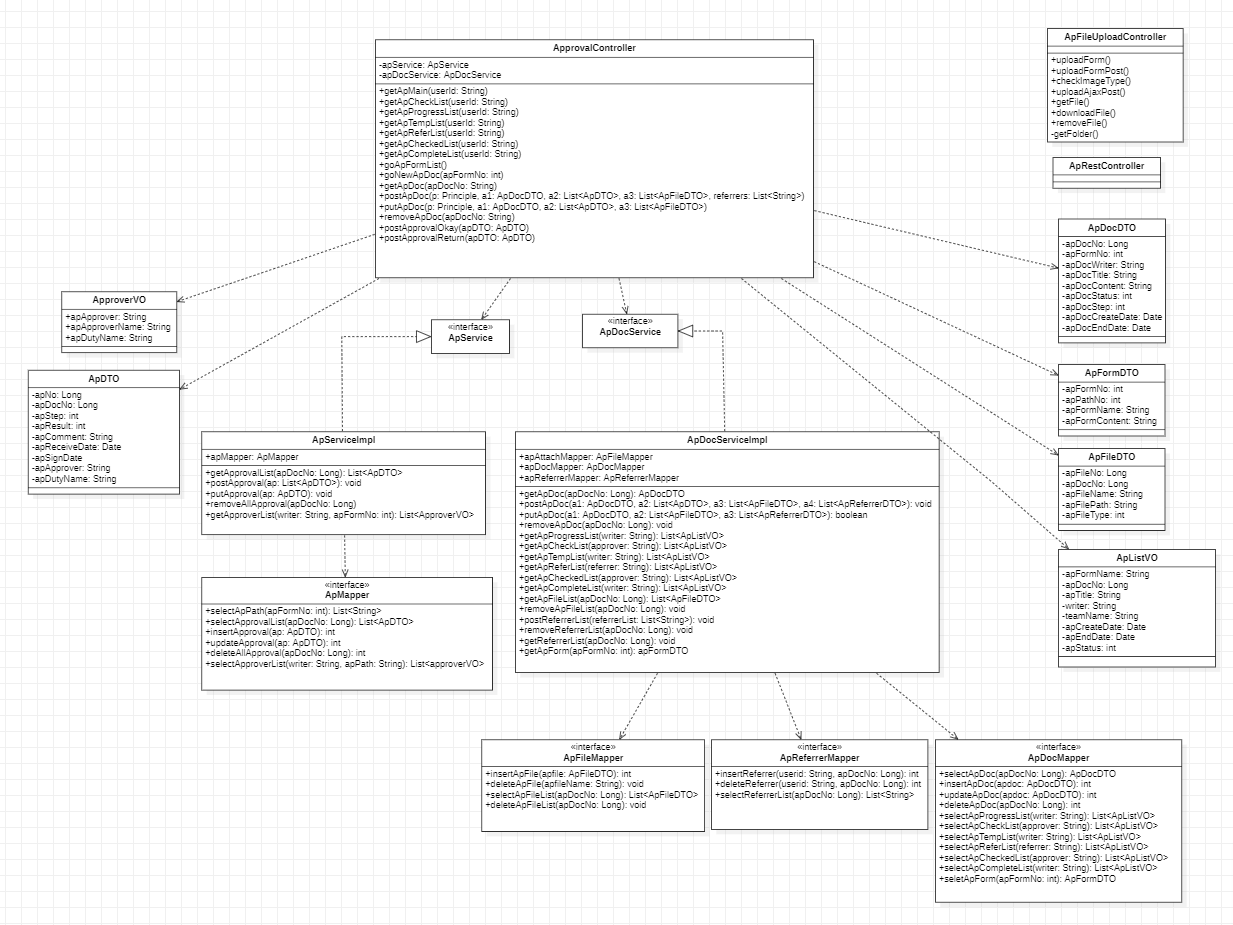 ApprovalController
-apService: ApService
-apDocService: ApDocService
+getApMain(userId: String)
+getApCheckList(userId: String)
+getApProgressList(userId: String)
+getApTempList(userId: String)
+getApReferList(userId: String)
+getApCheckedList(userId: String)
+getApCompleteList(userId: String)
+goApFormList()
+goNewApDoc(apFormNo: int)
+getApDoc(apDocNo: String)
+postApDoc(p: Principle, a1: ApDocDTO, a2: List<ApDTO>, a3: List<ApFileDTO>, referrers: List<String>)
+putApDoc(p: Principle, a1: ApDocDTO, a2: List<ApDTO>, a3: List<ApFileDTO>)
+removeApDoc(apDocNo: String)
+postApprovalOkay(apDTO: ApDTO)
+postApprovalReturn(apDTO: ApDTO)
ApFileUploadController
+uploadForm()
+uploadFormPost()
+checkImageType()
+uploadAjaxPost()
+getFile()
+downloadFile()
+removeFile()
-getFolder()
ApRestController
ApDocDTO
-apDocNo: Long
-apFormNo: int
-apDocWriter: String
-apDocTitle: String
-apDocContent: String
-apDocStatus: int
-apDocStep: int
-apDocCreateDate: Date
-apDocEndDate: Date
ApproverVO
+apApprover: String
+apApproverName: String
+apDutyName: String
«interface»
ApService
«interface»
ApDocService
ApDTO
-apNo: Long
-apDocNo: Long
-apStep: int
-apResult: int
-apComment: String
-apReceiveDate: Date
-apSignDate
-apApprover: String
-apDutyName: String
ApFormDTO
-apFormNo: int
-apPathNo: int
-apFormName: String
-apFormContent: String
ApServiceImpl
+apMapper: ApMapper
+getApprovalList(apDocNo: Long): List<ApDTO>
+postApproval(ap: List<ApDTO>): void
+putApproval(ap: ApDTO): void
+removeAllApproval(apDocNo: Long)
+getApproverList(writer: String, apFormNo: int): List<ApproverVO>
ApDocServiceImpl
+apAttachMapper: ApFileMapper
+apDocMapper: ApDocMapper
+apReferrerMapper: ApReferrerMapper
+getApDoc(apDocNo: Long): ApDocDTO
+postApDoc(a1: ApDocDTO, a2: List<ApDTO>, a3: List<ApFileDTO>, a4: List<ApReferrerDTO>): void
+putApDoc(a1: ApDocDTO, a2: List<ApFileDTO>, a3: List<ApReferrerDTO>): boolean
+removeApDoc(apDocNo: Long): void
+getApProgressList(writer: String): List<ApListVO>
+getApCheckList(approver: String): List<ApListVO>
+getApTempList(writer: String): List<ApListVO>
+getApReferList(referrer: String): List<ApListVO>
+getApCheckedList(approver: String): List<ApListVO>
+getApCompleteList(writer: String): List<ApListVO>
+getApFileList(apDocNo: Long): List<ApFileDTO>
+removeApFileList(apDocNo: Long): void
+postReferrerList(referrerList: List<String>): void
+removeReferrerList(apDocNo: Long): void
+getReferrerList(apDocNo: Long): void
+getApForm(apFormNo: int): apFormDTO
ApFileDTO
-apFileNo: Long
-apDocNo: Long
-apFileName: String
-apFilePath: String
-apFileType: int
ApListVO
-apFormName: String
-apDocNo: Long
-apTitle: String
-writer: String
-teamName: String
-apCreateDate: Date
-apEndDate: Date
-apStatus: int
«interface»
ApMapper
+selectApPath(apFormNo: int): List<String>
+selectApprovalList(apDocNo: Long): List<ApDTO>
+insertApproval(ap: ApDTO): int
+updateApproval(ap: ApDTO): int
+deleteAllApproval(apDocNo: Long): int
+selectApproverList(writer: String, apPath: String): List<approverVO>
«interface»
ApFileMapper
+insertApFile(apfile: ApFileDTO): int
+deleteApFile(apfileName: String): void
+selectApFileList(apDocNo: Long): List<ApFileDTO>
+deleteApFileList(apDocNo: Long): void
«interface»
ApReferrerMapper
+insertReferrer(userid: String, apDocNo: Long): int
+deleteReferrer(userid: String, apDocNo: Long): int
+selectReferrerList(apDocNo: Long): List<String>
«interface»
ApDocMapper
+selectApDoc(apDocNo: Long): ApDocDTO
+insertApDoc(apdoc: ApDocDTO): int
+updateApDoc(apdoc: ApDocDTO): int
+deleteApDoc(apDocNo: Long): int
+selectApProgressList(writer: String): List<ApListVO>
+selectApCheckList(approver: String): List<ApListVO>
+selectApTempList(writer: String): List<ApListVO>
+selectApReferList(referrer: String): List<ApListVO>
+selectApCheckedList(approver: String): List<ApListVO>
+selectApCompleteList(writer: String): List<ApListVO>
+seletApForm(apFormNo: int): ApFormDTO